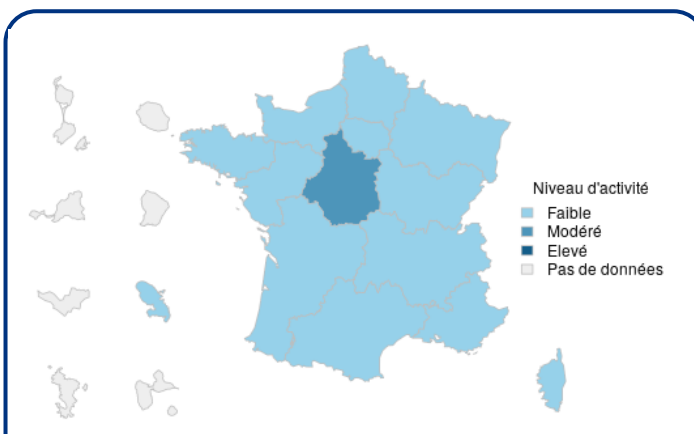 Niveau d'activité
Faible
Modéré
Elevé
Pas de données